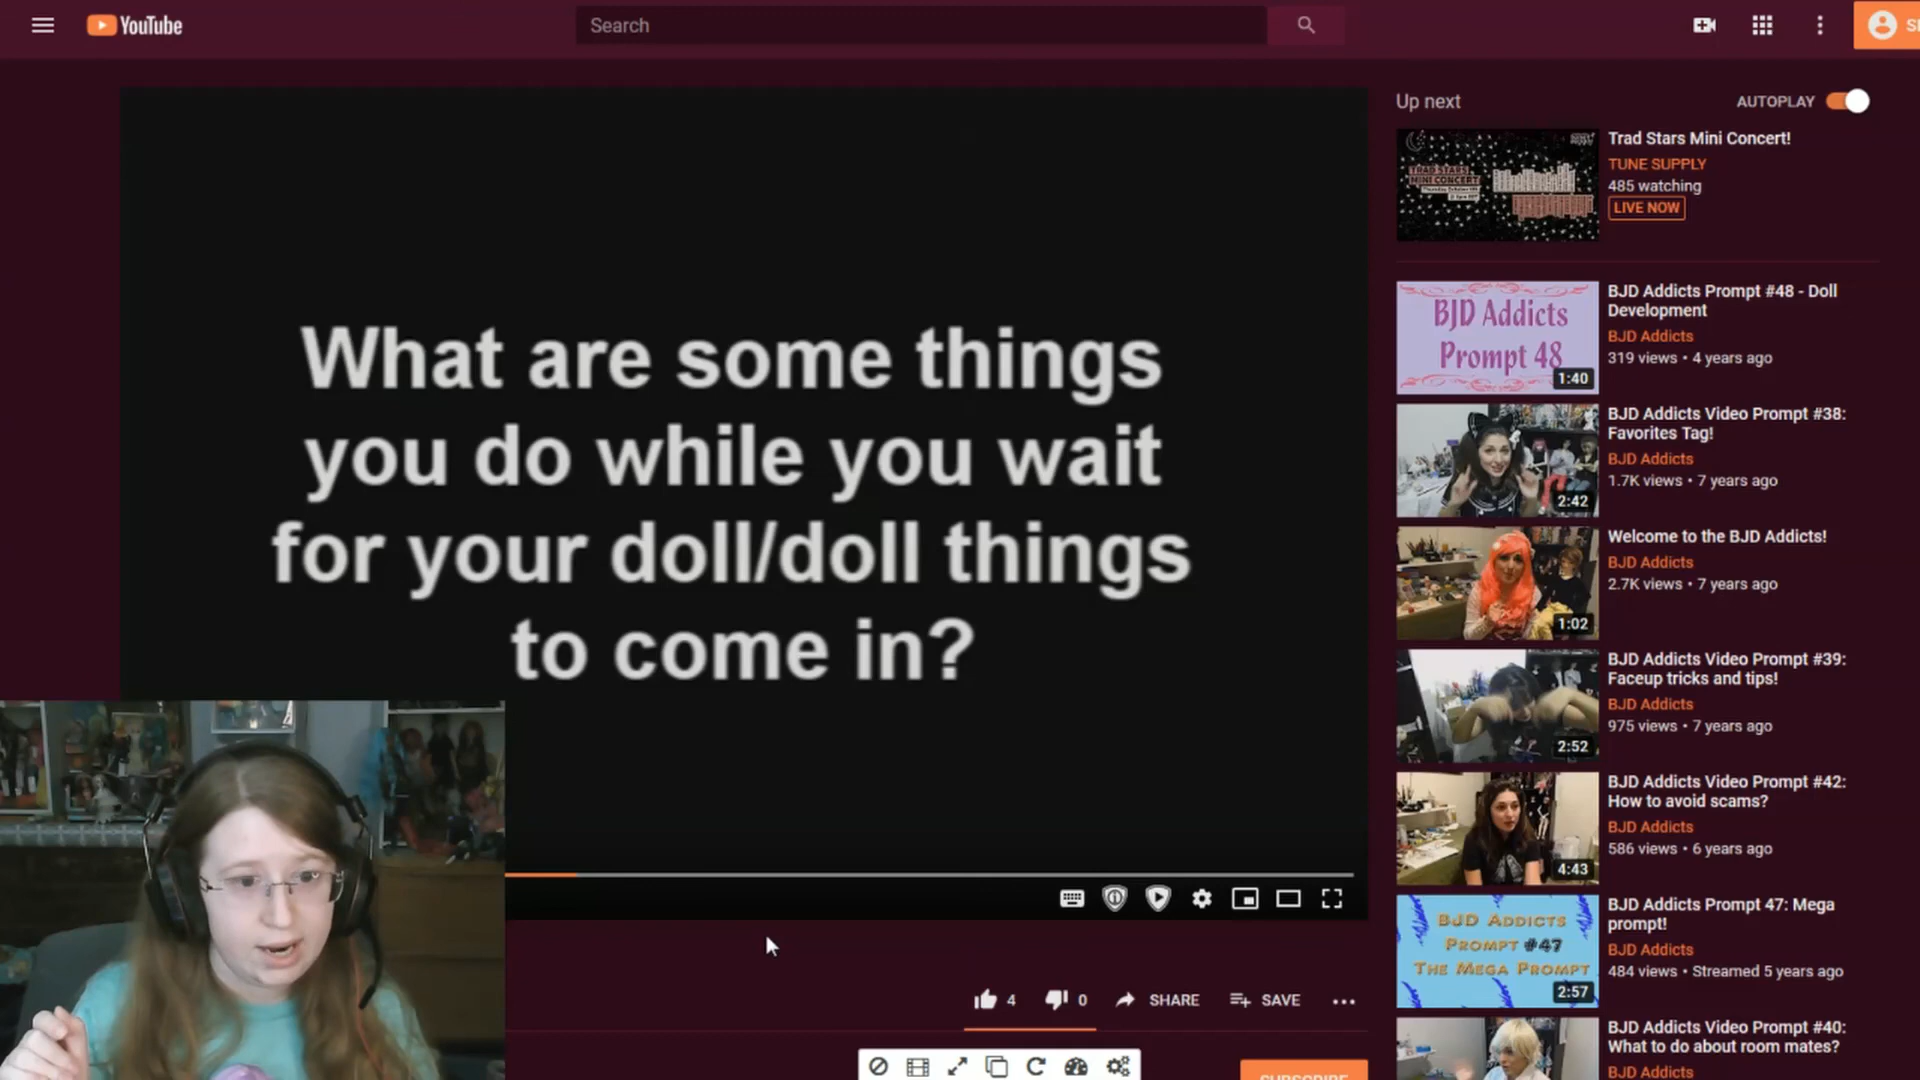 YouTube
Search
What are some things
you do while you wait
for your doll/doll things
to come in?
4
0
SHARE
SAVE
Up next
AUTOPLAY
TRAD STARS
MINI CONCERT
Trad Stars Mini Concert!
TUNE SUPPLY
485 watching
LIVE NOW
BJD Addicts
Prompt 48
1:40
BJD Addicts Prompt #48 - Doll
Development
BJD Addicts
319 views • 4 years ago
2:42
BJD Addicts Video Prompt #38:
Favorites Tag!
BJD Addicts
1.7K views • 7 years ago
1:02
Welcome to the BJD Addicts!
BJD Addicts
2.7K views • 7 years ago
2:52
BJD Addicts Video Prompt #39:
Faceup tricks and tips!
BJD Addicts
975 views • 7 years ago
4:43
BJD Addicts Video Prompt #42:
How to avoid scams?
BJD Addicts
586 views • 6 years ago
BJD ADDICTS
PROMPT #47
THE MEGA PROMPT
2:57
BJD Addicts Prompt 47: Mega
prompt!
BJD Addicts
484 views • Streamed 5 years ago
BJD Addicts Video Prompt #40:
What to do about room mates?
BJD Addicts